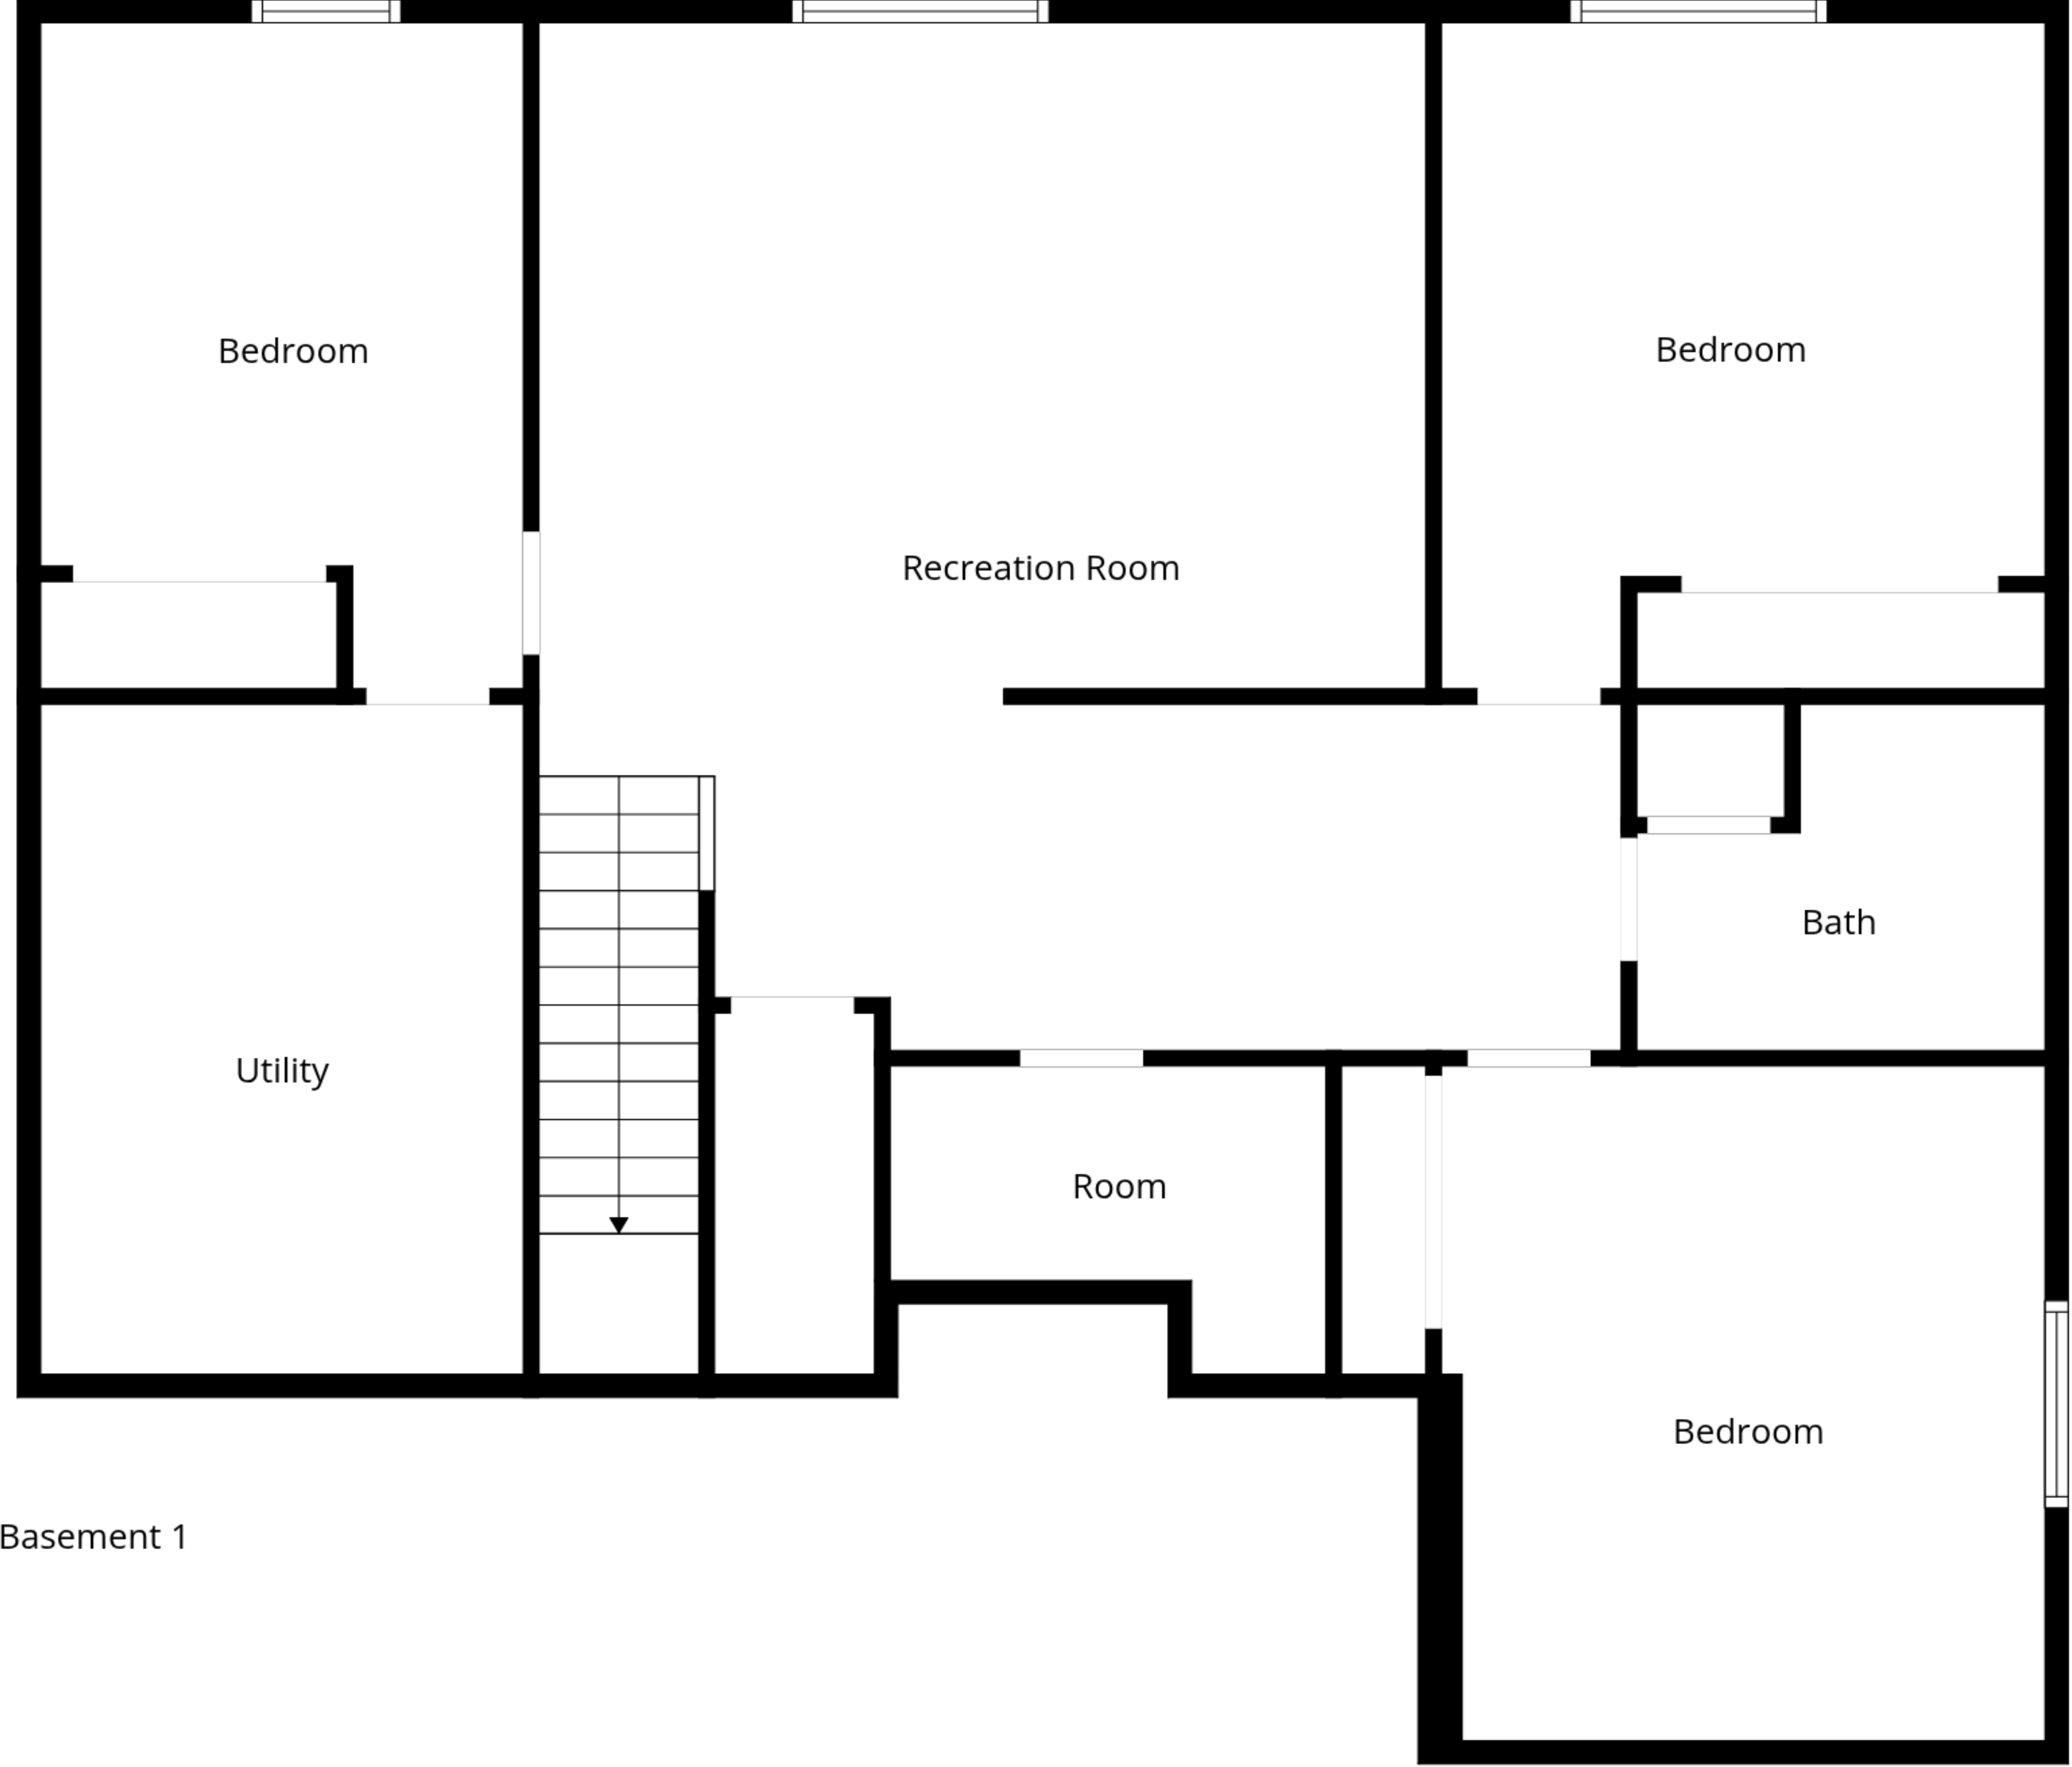 Bedroom
Bedroom
Recreation Room
Bath
Utility
Room
Bedroom
Basement 1